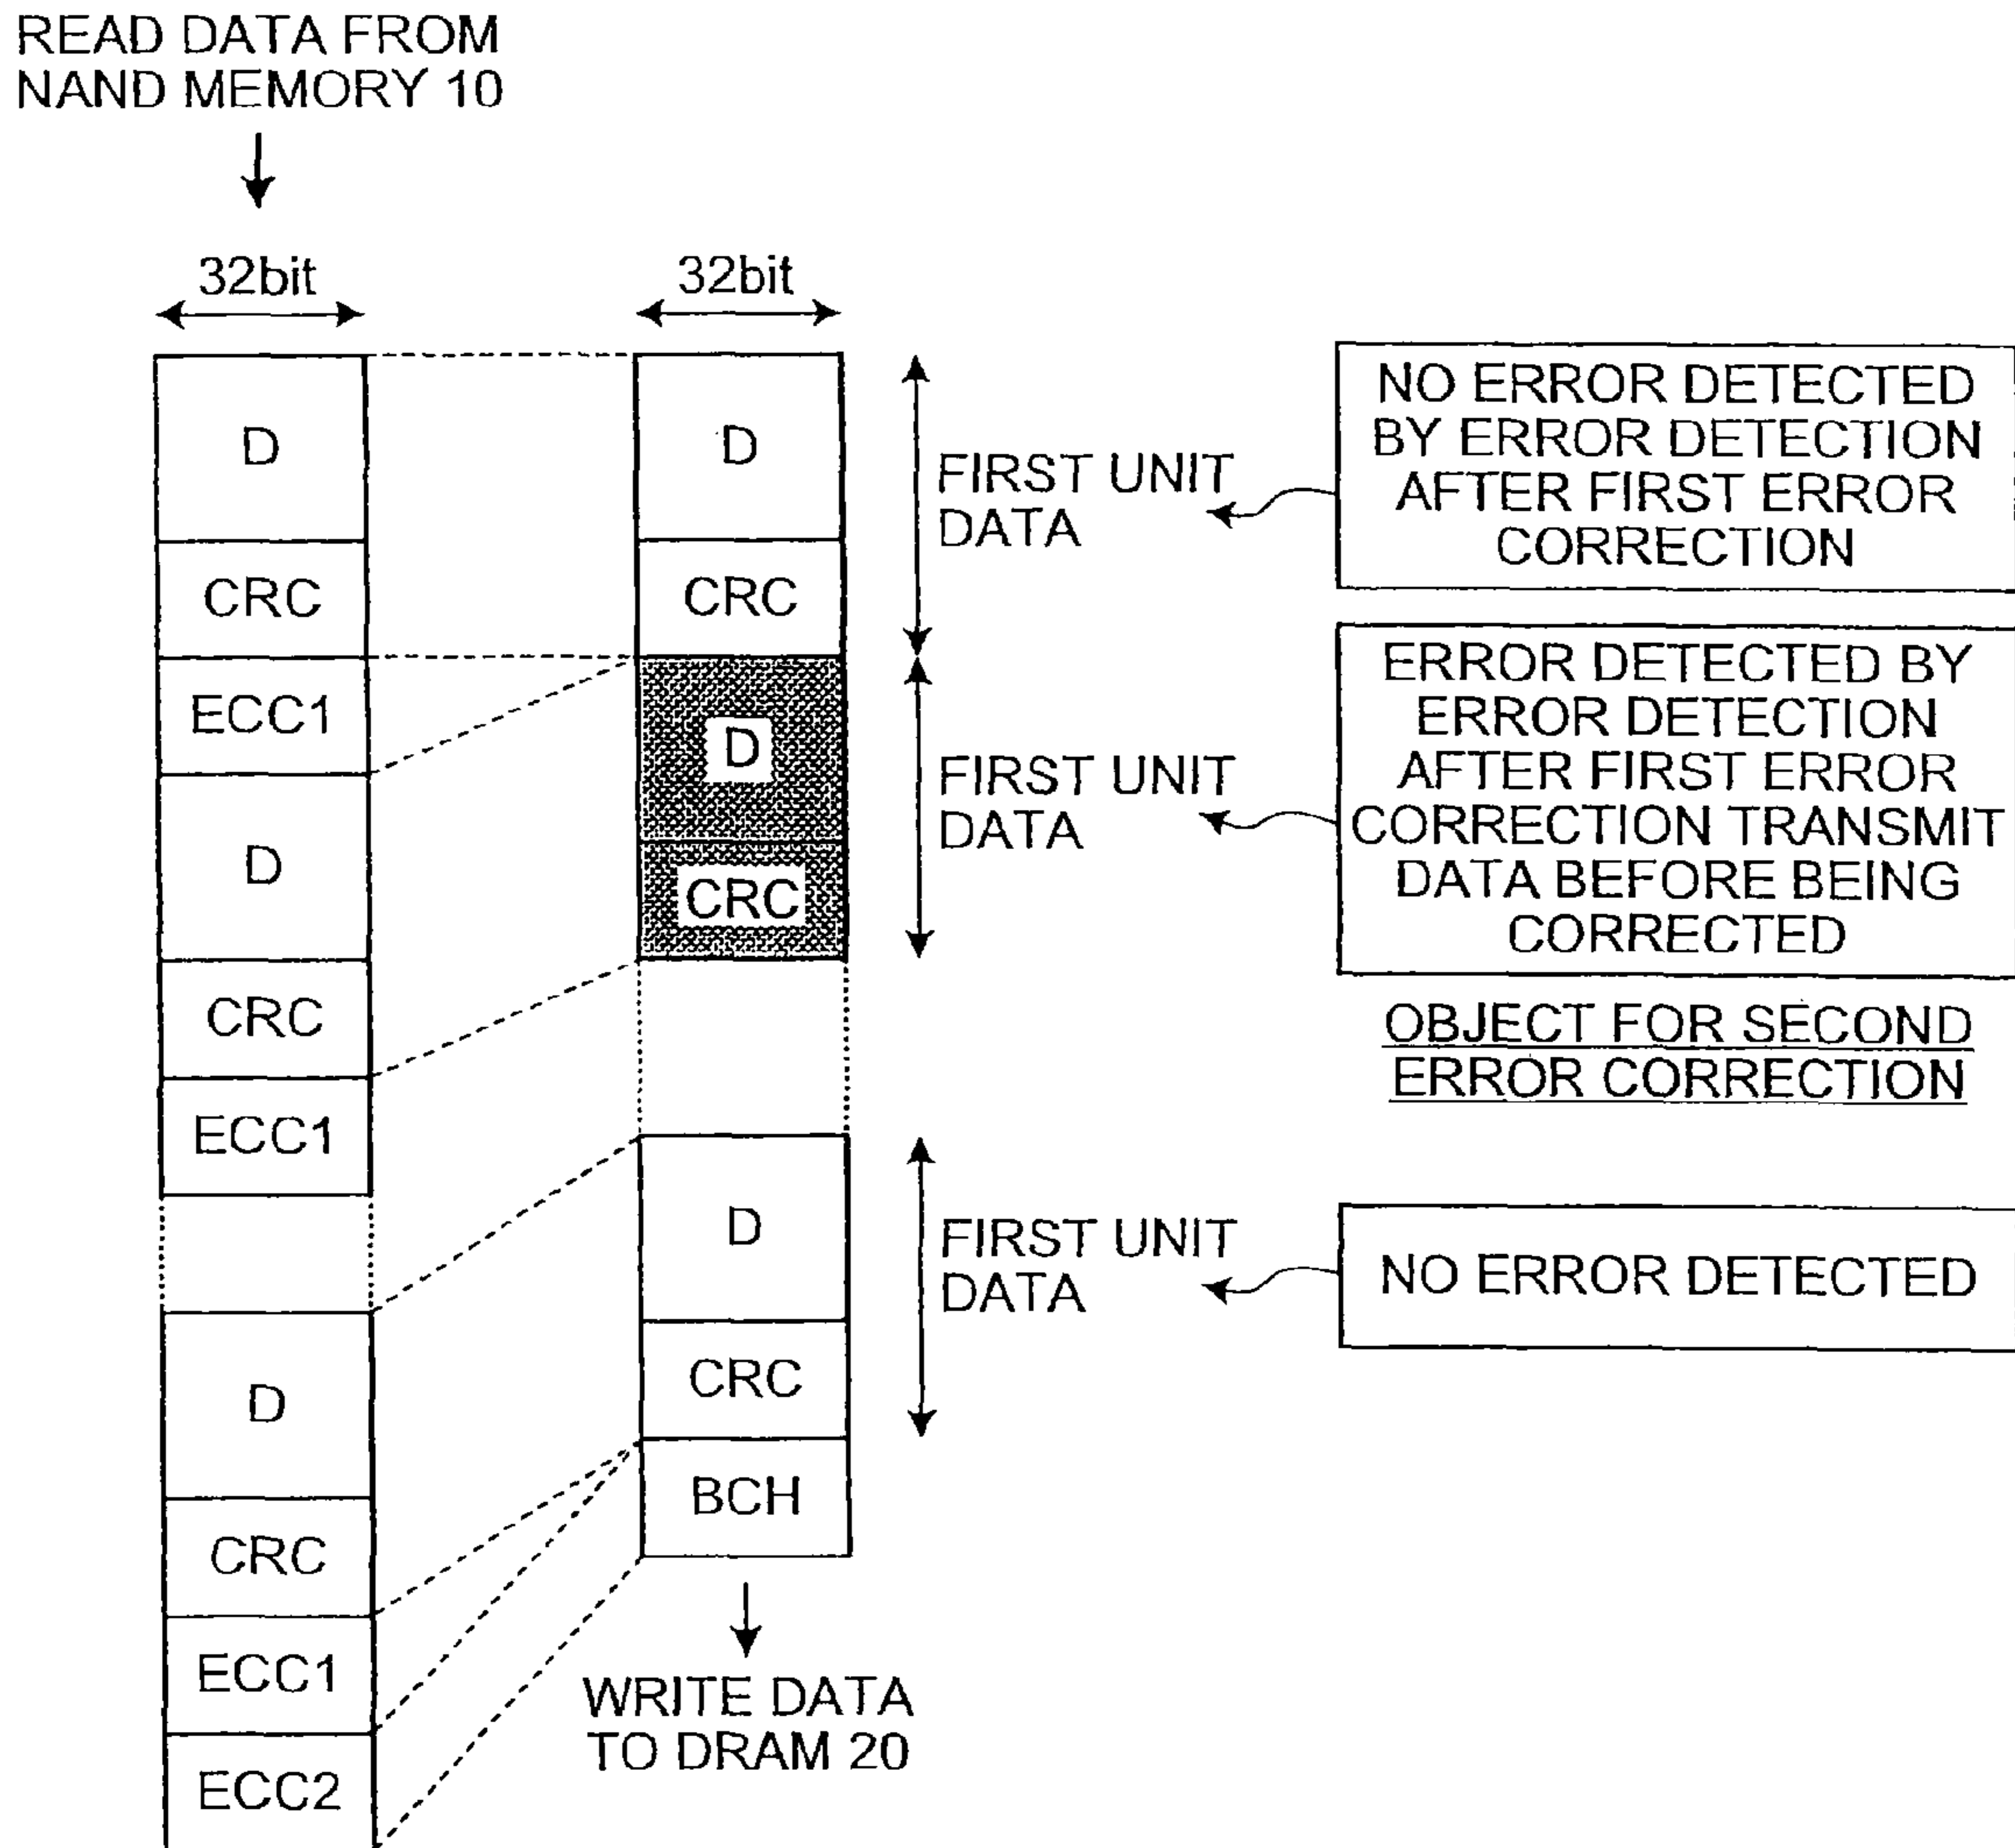 READ DATA FROM
NAND MEMORY 10
32bit
D
CRC
ECC1
D
CRC
ECC1
D
CRC
ECC1
ECC2
32bit
D
CRC
D
CRC
D
CRC
BCH
WRITE DATA
TO DRAM 20
FIRST UNIT
DATA
FIRST UNIT
DATA
FIRST UNIT
DATA
NO ERROR DETECTED
BY ERROR DETECTION
AFTER FIRST ERROR
CORRECTION
ERROR DETECTED BY
ERROR DETECTION
AFTER FIRST ERROR
CORRECTION TRANSMIT
DATA BEFORE BEING
CORRECTED
OBJECT FOR SECOND
ERROR CORRECTION
NO ERROR DETECTED